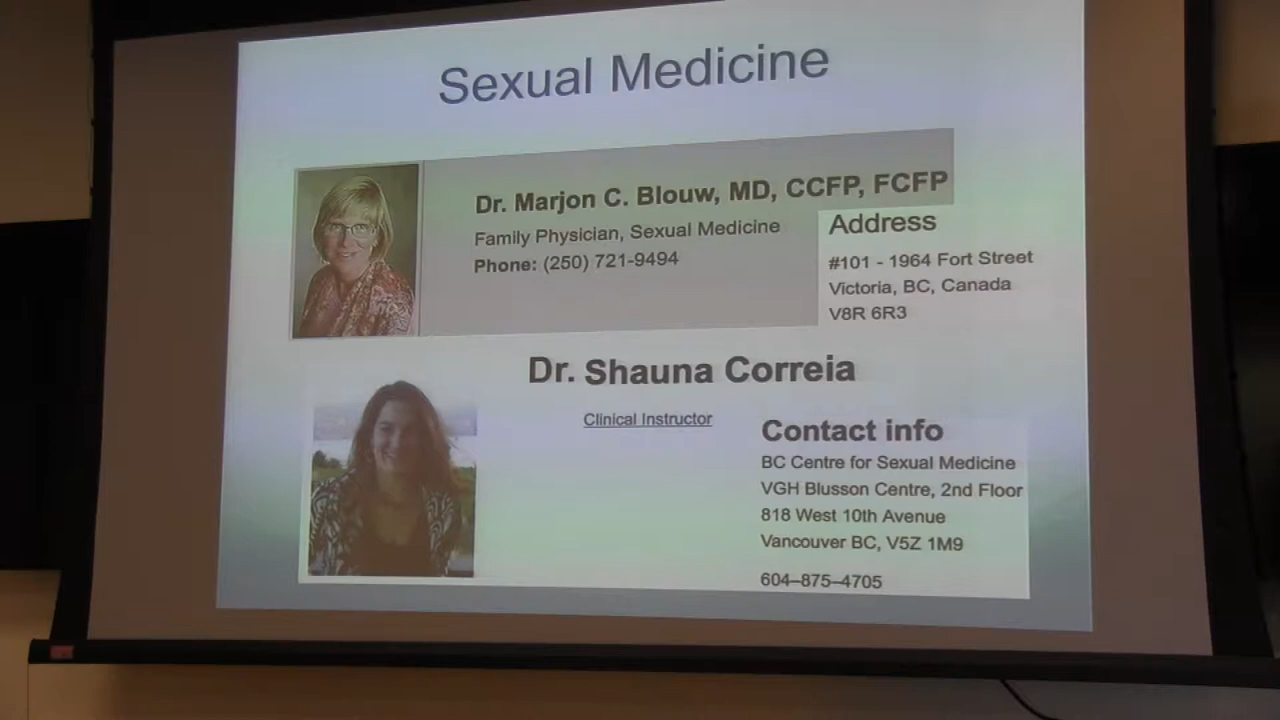 Sexual Medicine
Dr. Marjon C. Blouw, MD, CCFP, FCFP
Family Physician, Sexual Medicine
Phone: (250) 721-9494
Address
#101 - 1964 Fort Street
Victoria, BC, Canada
V8R 6R3
Dr. Shauna Correia
Clinical Instructor
Contact info
BC Centre for Sexual Medicine
VGH Blusson Centre, 2nd Floor
818 West 10th Avenue
Vancouver BC, V5Z 1M9
604–875–4705